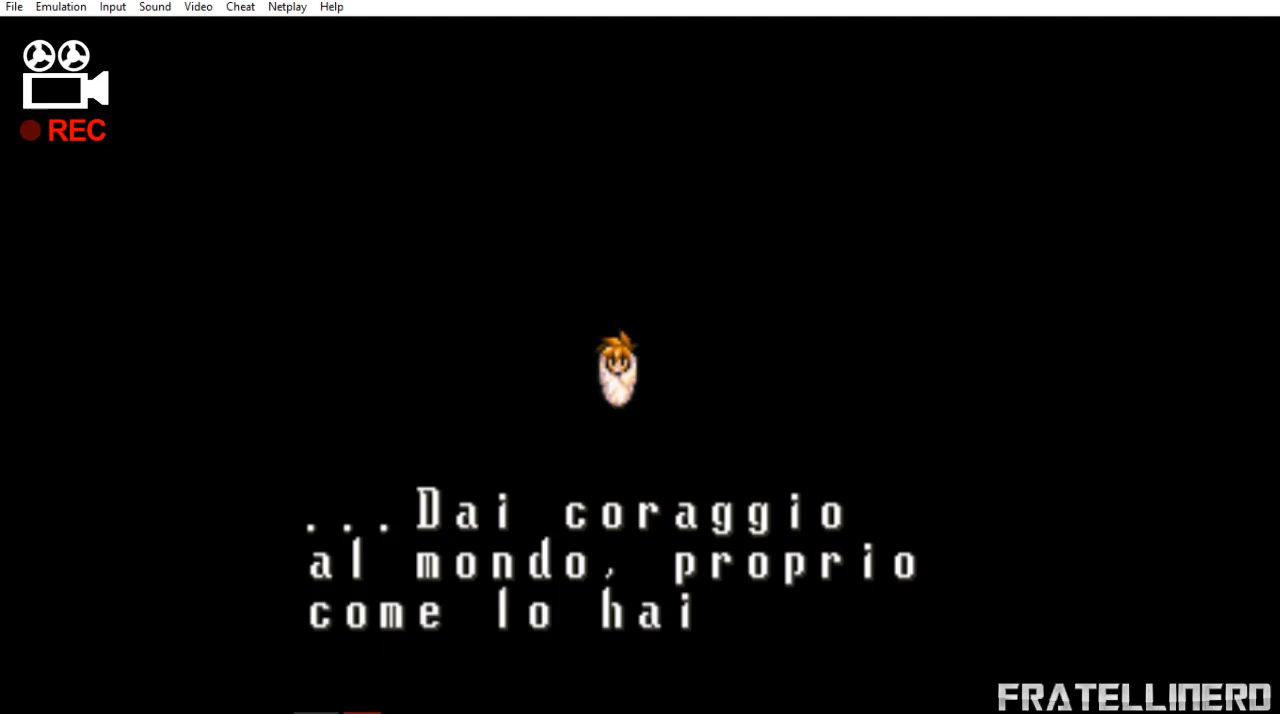 File Emulation Input Sound Video Cheat Netplay Help
REC
...Dai coraggio
al mondo, proprio
come lo hai
FRATELLINERD